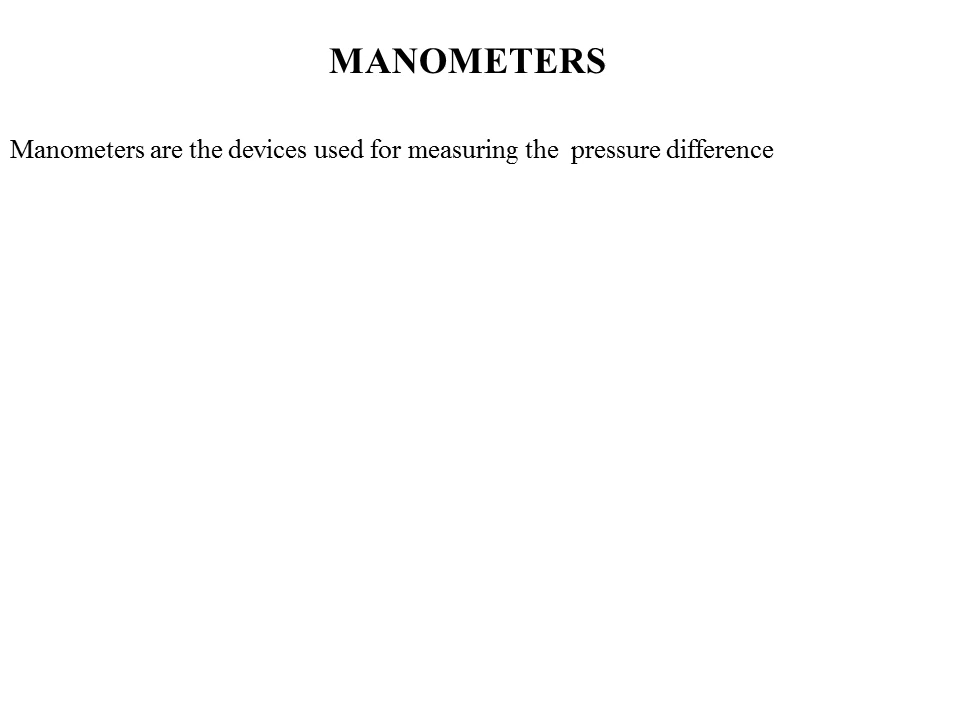 MANOMETERS
Manometers are the devices used for measuring the  pressure difference